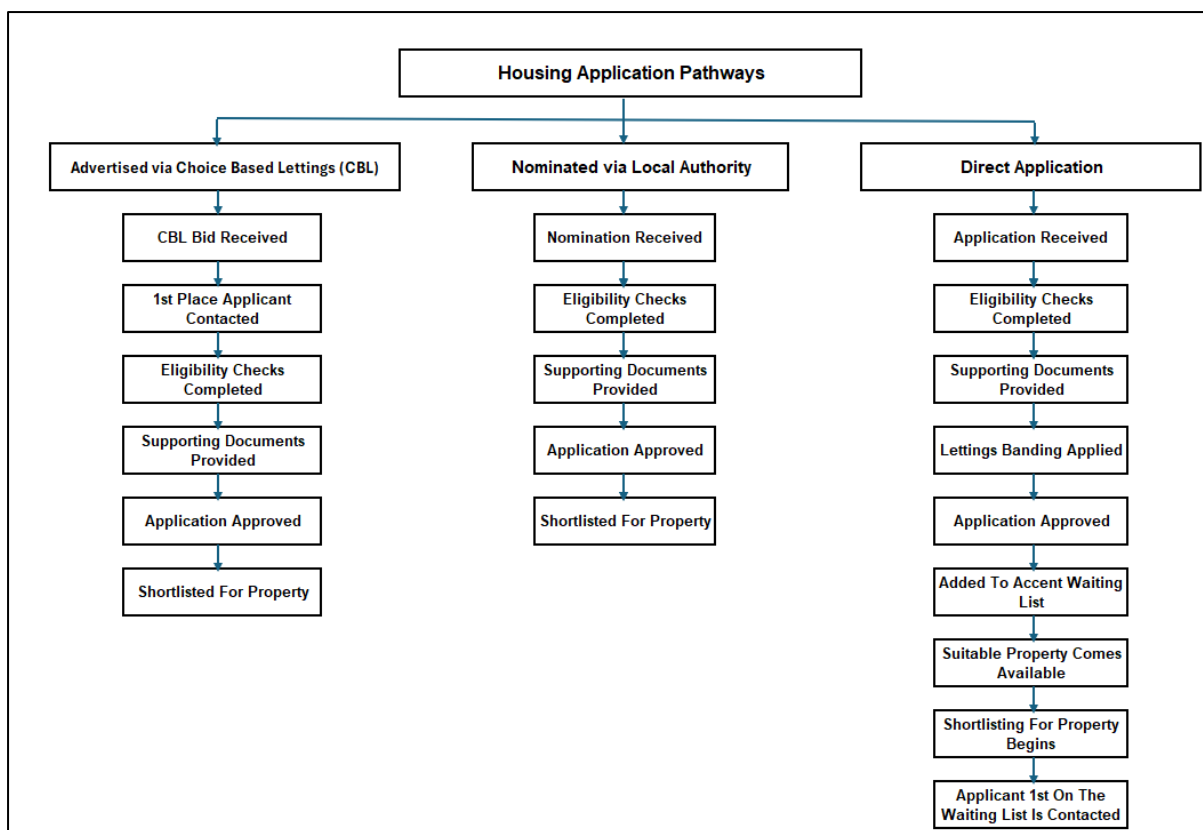 Housing Application Pathways
Advertised via Choice Based Lettings (CBL)
CBL Bid Received
1st Place Applicant
Contacted
Eligibility Checks
Completed
Supporting Documents
Provided
Application Approved
Shortlisted For Property
Nominated via Local Authority
Nomination Received
Eligibility Checks
Completed
Supporting Documents
Provided
Application Approved
Shortlisted For Property
Direct Application
Application Received
Eligibility Checks
Completed
Supporting Documents
Provided
Lettings Banding Applied
Application Approved
Added To Accent Waiting
List
Suitable Property Comes
Available
Shortlisting For Property
Begins
Applicant 1st On The
Waiting List Is Contacted